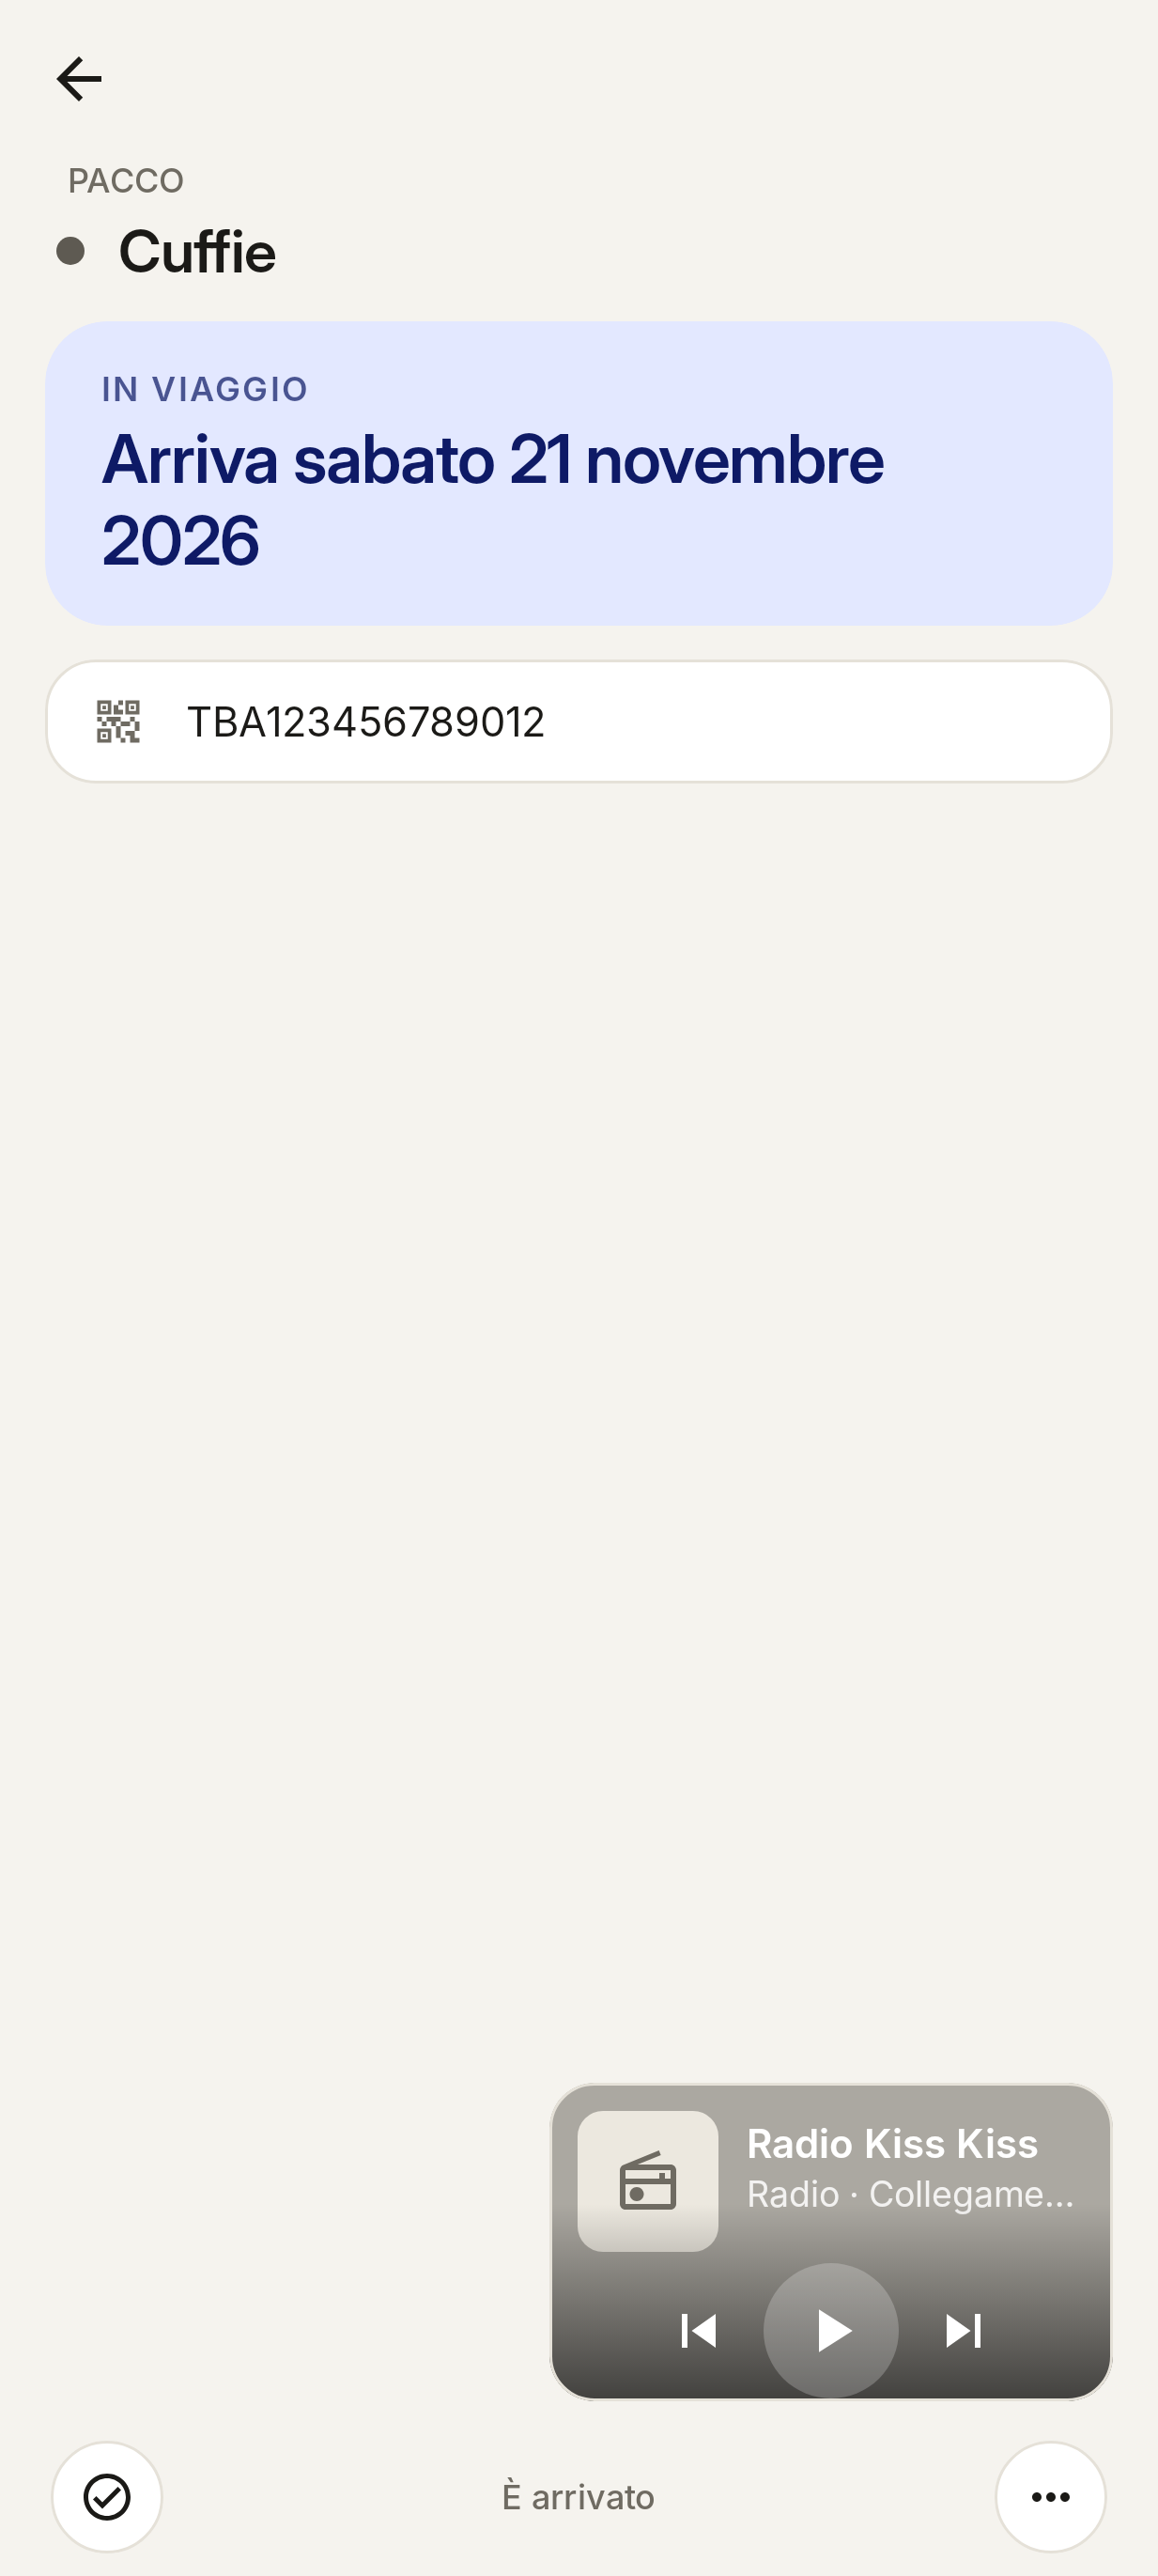 PACCO
Cuffie
IN VIAGGIO
Arriva sabato 21 novembre
2026
TBA123456789012
Radio Kiss Kiss
Radio · Collegame...
È arrivato